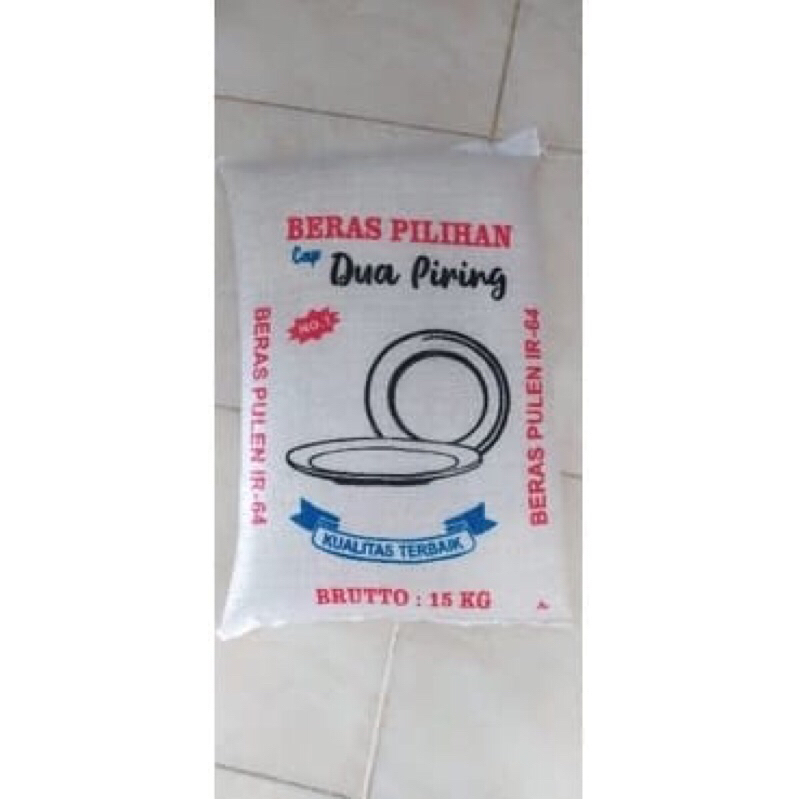 BERAS PILIHAN
Cap Dua Piring
NO.1
BERAS PULEN IR-64
BERAS PULEN IR-64
KUALITAS TERBAIK
BRUTTO : 15 KG